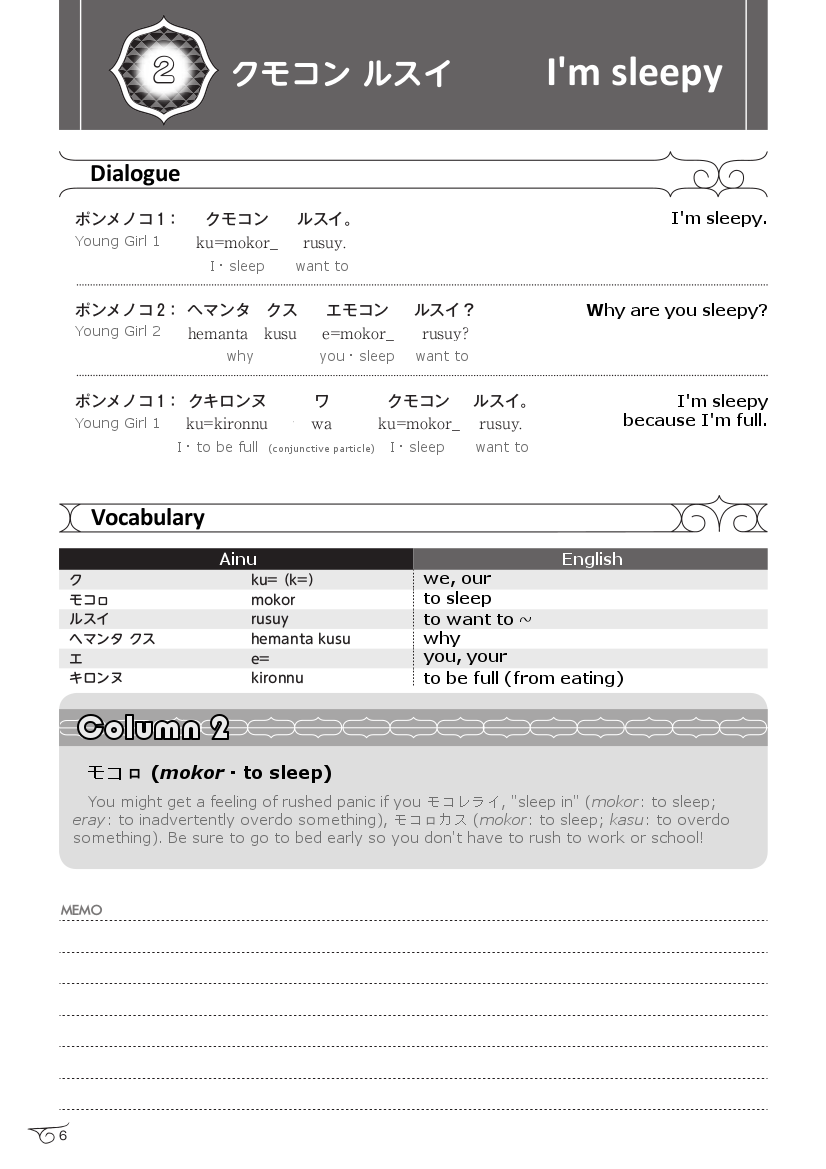 2 クモコン ルスイ I'm sleepy
Dialogue
ポンメノコ1： クモコン ルスイ。 I'm sleepy.
Young Girl 1 ku=mokor_ rusuy.
I・sleep want to
ポンメノコ2： ヘマンタ クス エモコン ルスイ？ Why are you sleepy?
Young Girl 2 hemanta kusu e=mokor_ rusuy?
why you・sleep want to
ポンメノコ1： クキロンヌ ワ クモコン ルスイ。 I'm sleepy
Young Girl 1 ku=kironnu wa ku=mokor_ rusuy. because I'm full.
I・to be full (conjunctive particle) I・sleep want to
Vocabulary
Ainu English
ク ku= (k=) we, our
モコㇿ mokor to sleep
ルスイ rusuy to want to ～
ヘマンタ クス hemanta kusu why
エ e= you, your
キロンヌ kironnu to be full (from eating)
Column 2
モコㇿ (mokor・to sleep)
You might get a feeling of rushed panic if you モコレライ, "sleep in" (mokor: to sleep;
eray: to inadvertently overdo something), モコㇿカス (mokor: to sleep; kasu: to overdo
something). Be sure to go to bed early so you don't have to rush to work or school!
MEMO
6